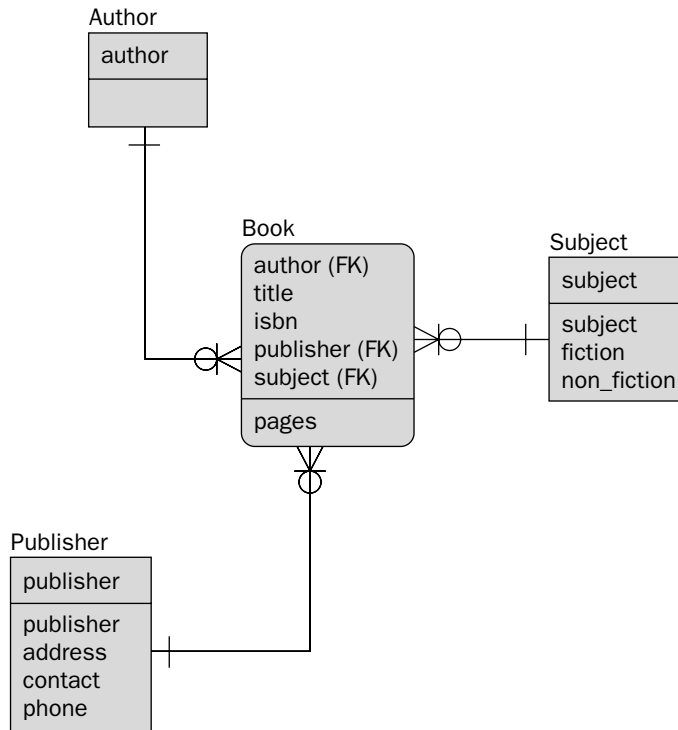 Author
author
Book
author (FK)
title
isbn
publisher (FK)
subject (FK)
pages
Subject
subject
subject
fiction
non_fiction
Publisher
publisher
publisher
address
contact
phone